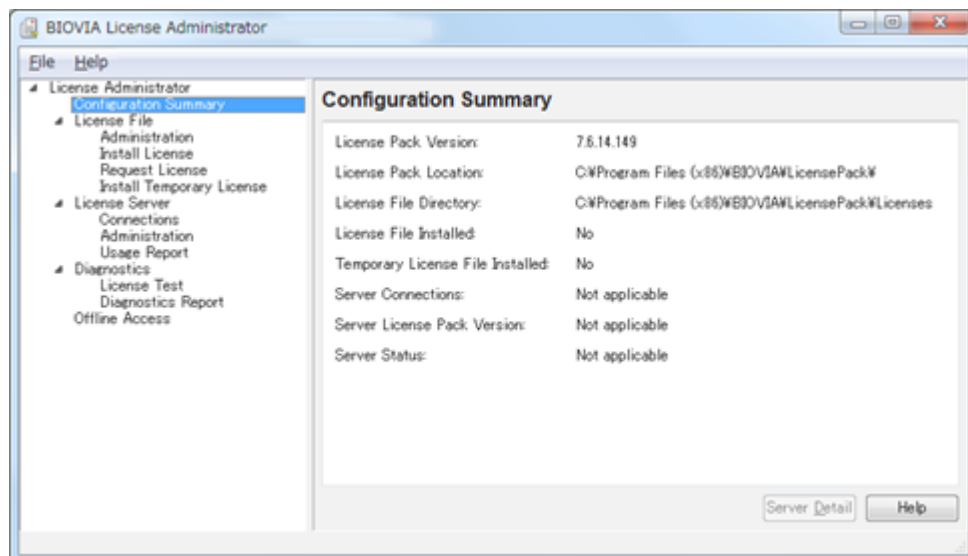 BIOVIA License Administrator
File Help
License Administrator
Configuration Summary
License File
Administration
Install License
Request License
Install Temporary License
License Server
Connections
Administration
Usage Report
Diagnostics
License Test
Diagnostics Report
Offline Access
Configuration Summary
License Pack Version: 7.6.14.149
License Pack Location: C:¥Program Files (x86)¥BIOVIA¥LicensePack¥
License File Directory: C:¥Program Files (x86)¥BIOVIA¥LicensePack¥Licenses
License File Installed: No
Temporary License File Installed: No
Server Connections: Not applicable
Server License Pack Version: Not applicable
Server Status: Not applicable
Server Detail Help